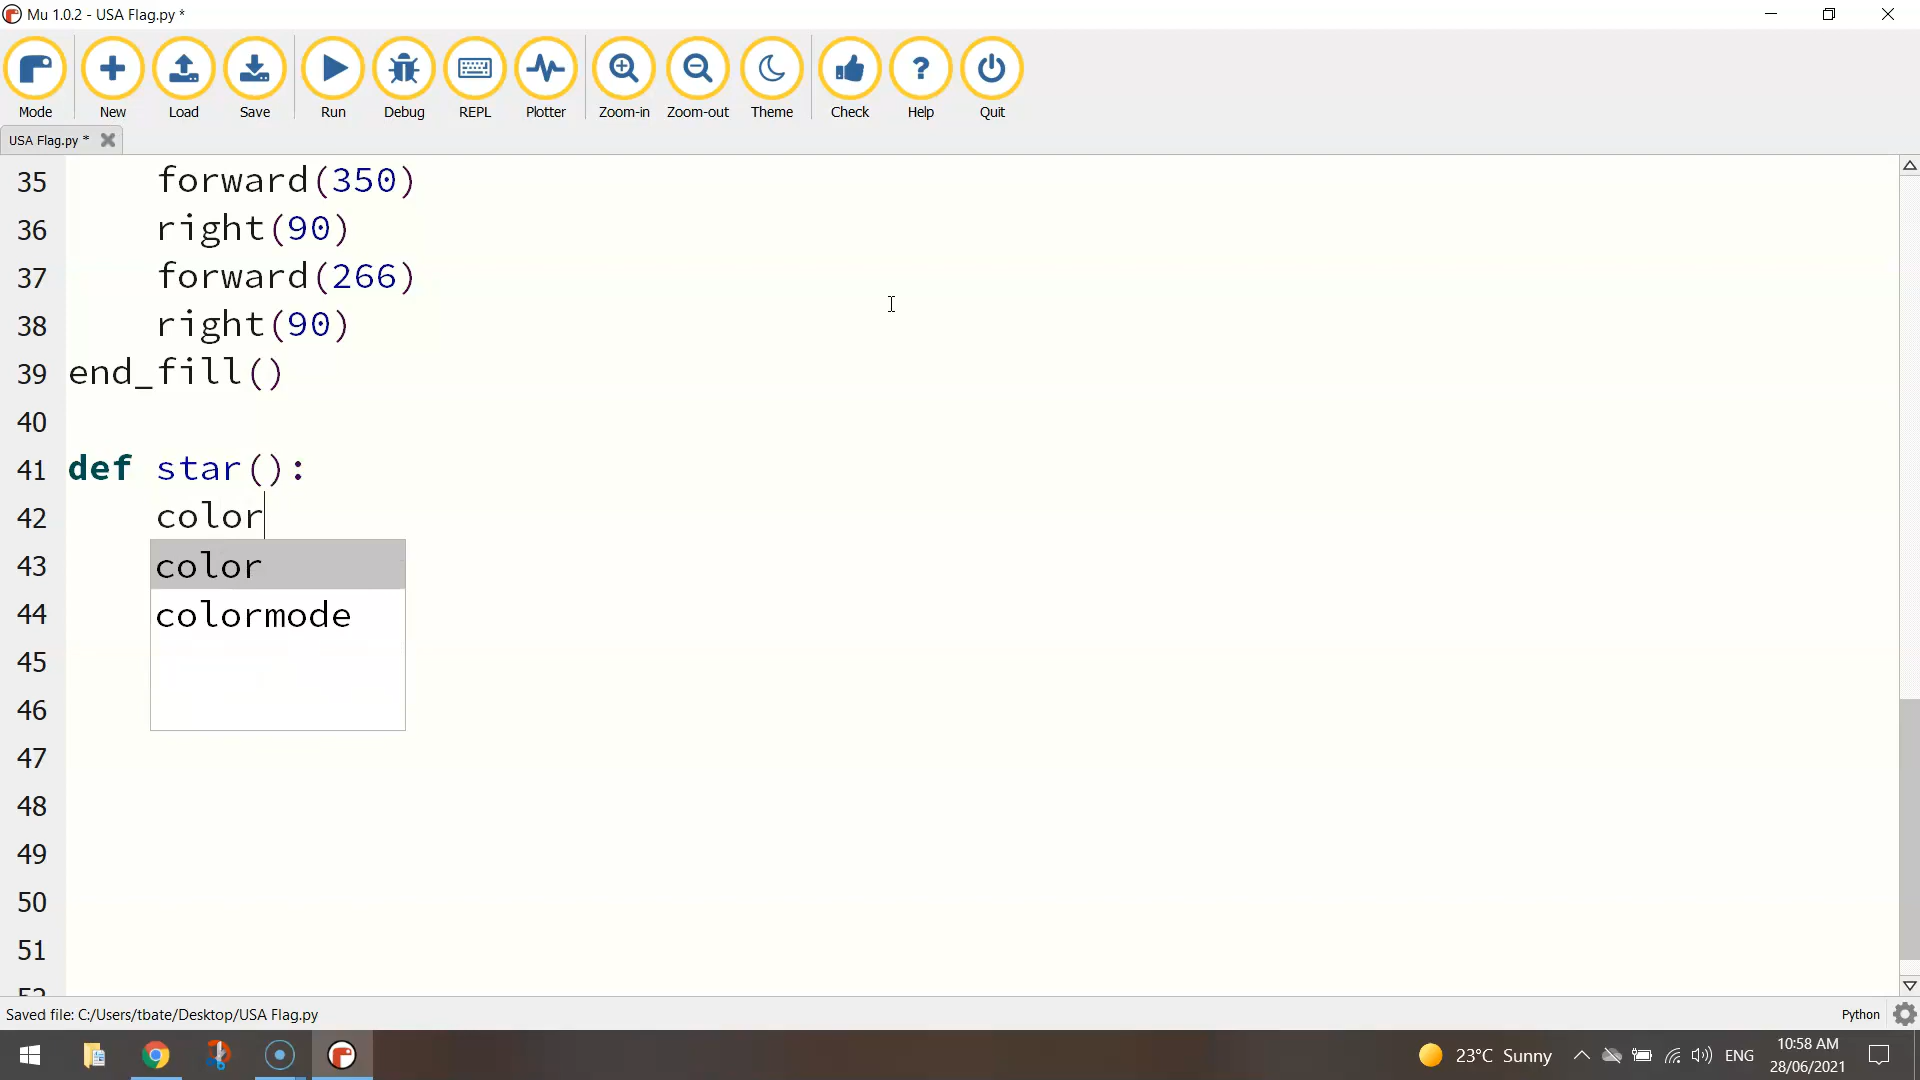 Mu 1.0.2 - USA Flag.py *
Mode New Load Save Run Debug REPL Plotter Zoom-in Zoom-out Theme Check Help Quit
USA Flag.py *
35 forward(350)
36 right(90)
37 forward(266)
38 right(90)
39 end_fill()
40
41 def star():
42 color
43 color
44 colormode
45
46
47
48
49
50
51
52
Saved file: C:/Users/tbate/Desktop/USA Flag.py Python
23°C Sunny ENG 10:58 AM
28/06/2021